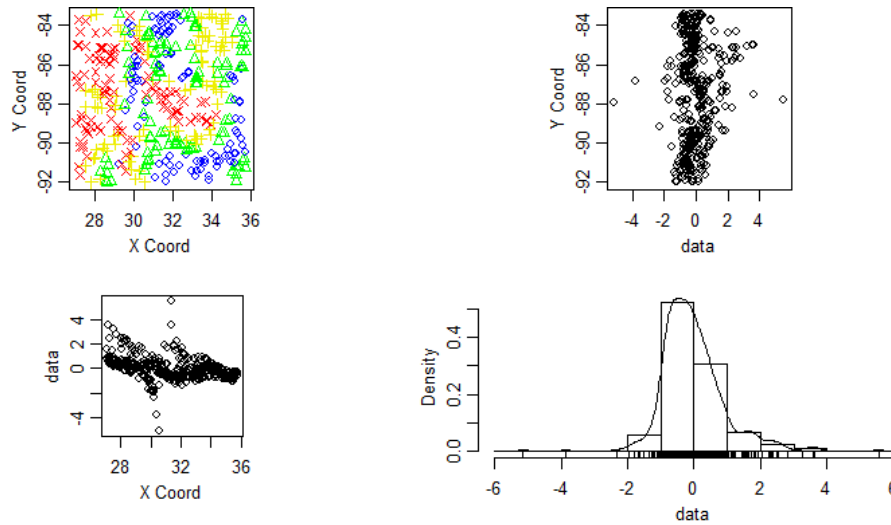 -84
-86
-88
-90
-92
Y Coord
28 30 32 34 36
X Coord
-84
-86
-88
-90
-92
Y Coord
-4 -2 0 2 4
data
4
2
0
-4
data
28 32 36
X Coord
0.4
0.2
0.0
Density
-6 -4 -2 0 2 4 6
data